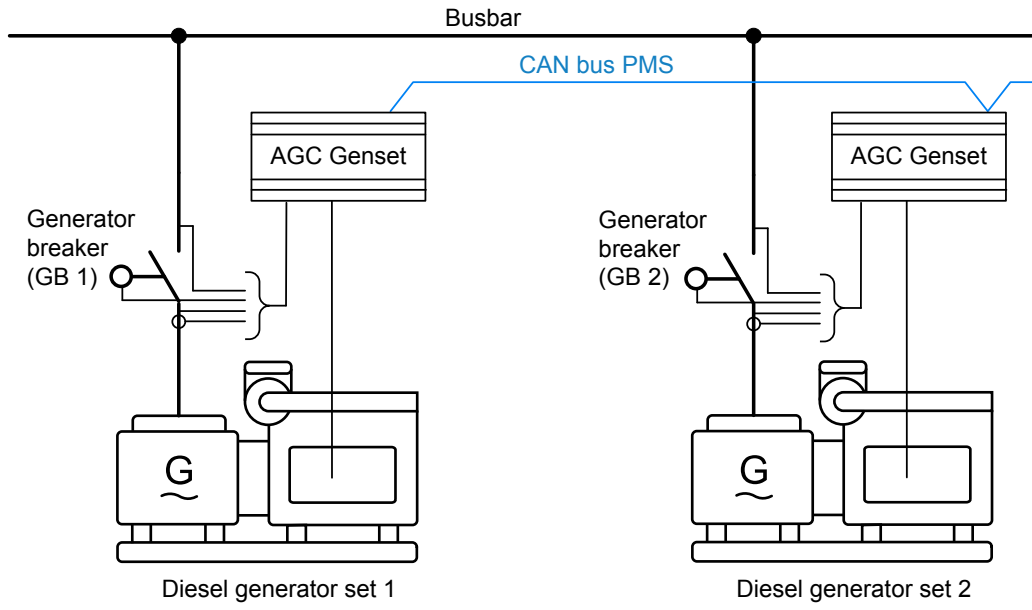 Busbar
CAN bus PMS
AGC Genset
AGC Genset
Generator
breaker
(GB 1)
Generator
breaker
(GB 2)
G
G
Diesel generator set 1
Diesel generator set 2